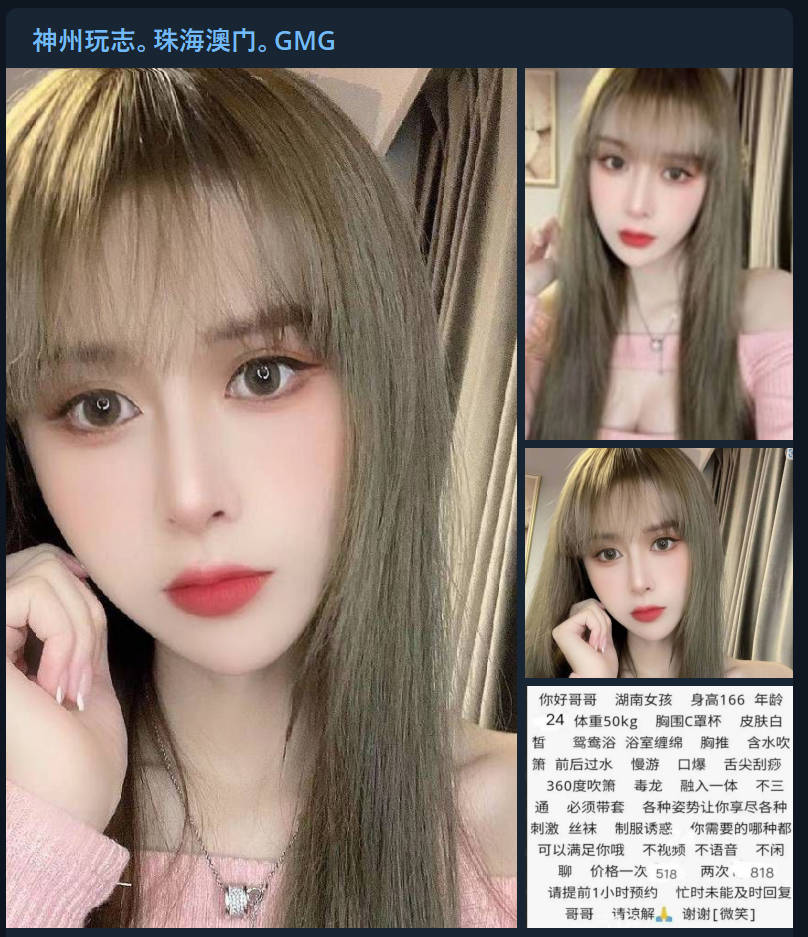 神州玩志。珠海澳门。GMG
你好哥哥 湖南女孩 身高166 年龄
24 体重50kg 胸围C罩杯 皮肤白
皙 鸳鸯浴 浴室缠绵 胸推 含水吹
箫 前后过水 慢游 口爆 舌尖刮痧
360度吹箫 毒龙 融入一体 不三
通 必须带套 各种姿势让你享尽各种
刺激 丝袜 制服诱惑 你需要的哪种都
可以满足你哦 不视频 不语音 不闲
聊 价格一次 518 两次 818
请提前1小时预约 忙时未能及时回复
哥哥 请谅解🙏 谢谢[微笑]